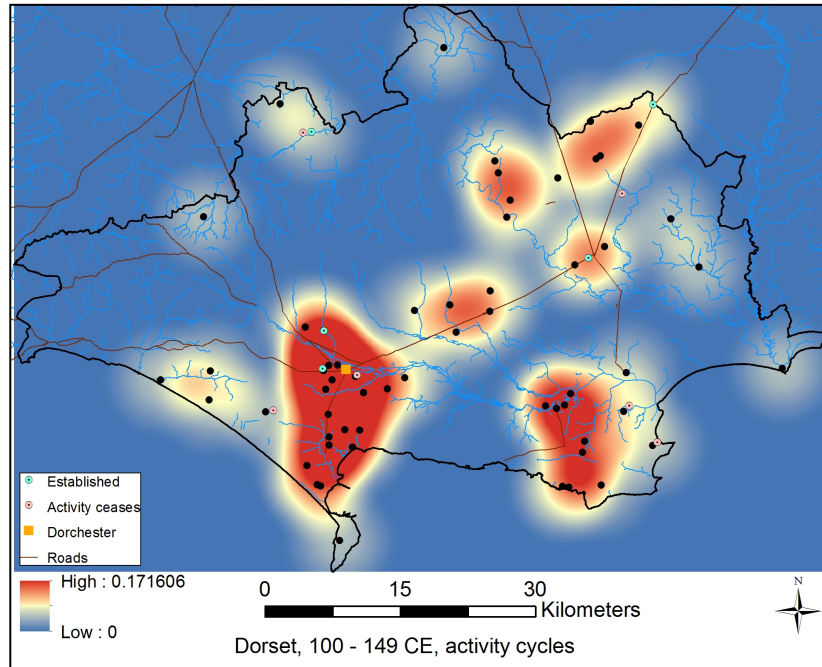 Established
Activity ceases
Dorchester
Roads
High : 0.171606
Low : 0
0 15 30
Kilometers
N
Dorset, 100 - 149 CE, activity cycles